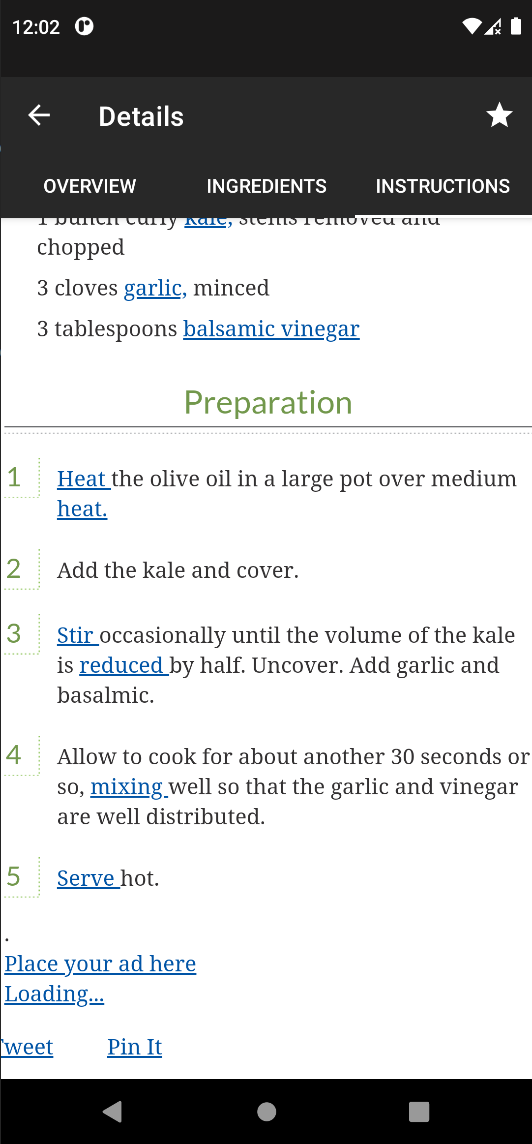 12:02
Details
OVERVIEW INGREDIENTS INSTRUCTIONS
1 bunch curly kale, stems removed and
chopped
3 cloves garlic, minced
3 tablespoons balsamic vinegar
Preparation
1 Heat the olive oil in a large pot over medium
heat.
2 Add the kale and cover.
3 Stir occasionally until the volume of the kale
is reduced by half. Uncover. Add garlic and
basalmic.
4 Allow to cook for about another 30 seconds or
so, mixing well so that the garlic and vinegar
are well distributed.
5 Serve hot.
.
Place your ad here
Loading...
Tweet Pin It